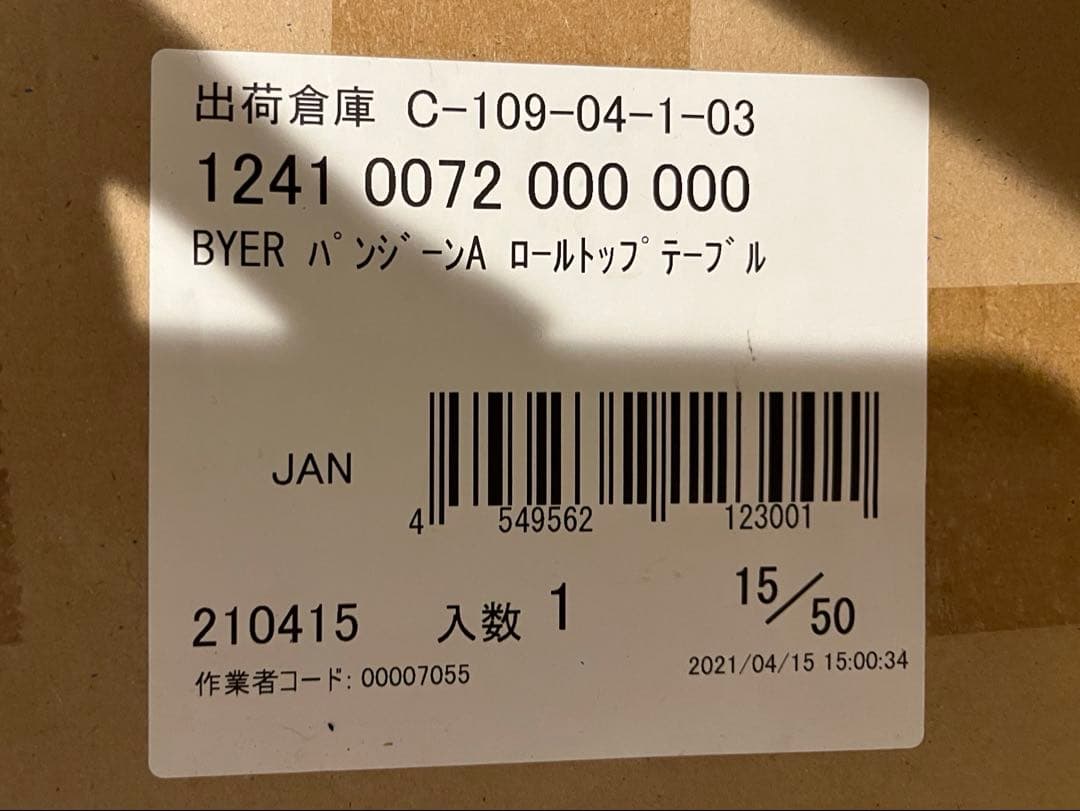 出荷倉庫 C-109-04-1-03
1241 0072 000 000
BYER ﾊﾟﾝｼﾞｰﾝA ﾛｰﾙﾄｯﾌﾟﾃｰﾌﾞﾙ
JAN
4 549562 123001
210415 入数 1 15/50
作業者コード: 00007055 2021/04/15 15:00:34